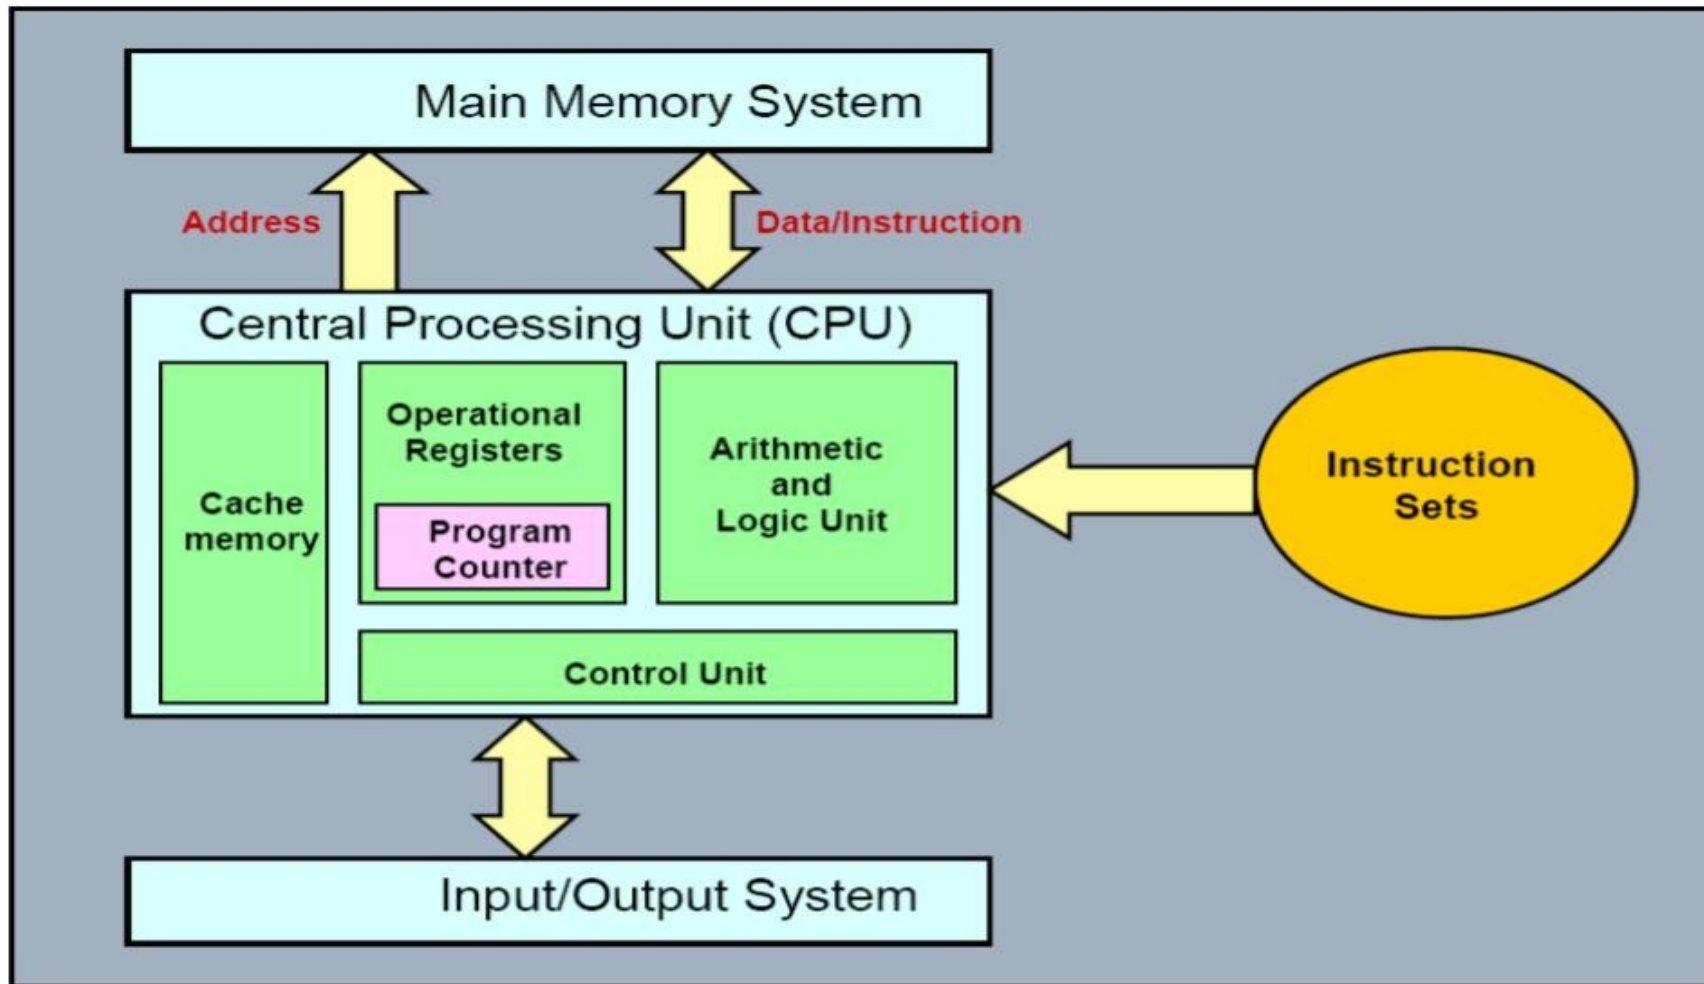 Main Memory System
Address
Data/Instruction
Central Processing Unit (CPU)
Cache
memory
Operational
Registers
Program
Counter
Arithmetic
and
Logic Unit
Control Unit
Instruction
Sets
Input/Output System